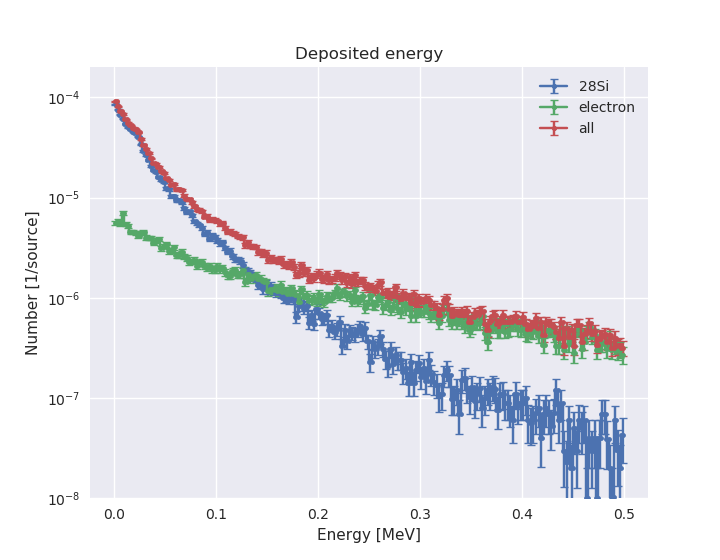 Deposited energy
28Si
electron
all
Number [1/source]
10⁻⁴
10⁻⁵
10⁻⁶
10⁻⁷
10⁻⁸
0.0 0.1 0.2 0.3 0.4 0.5
Energy [MeV]